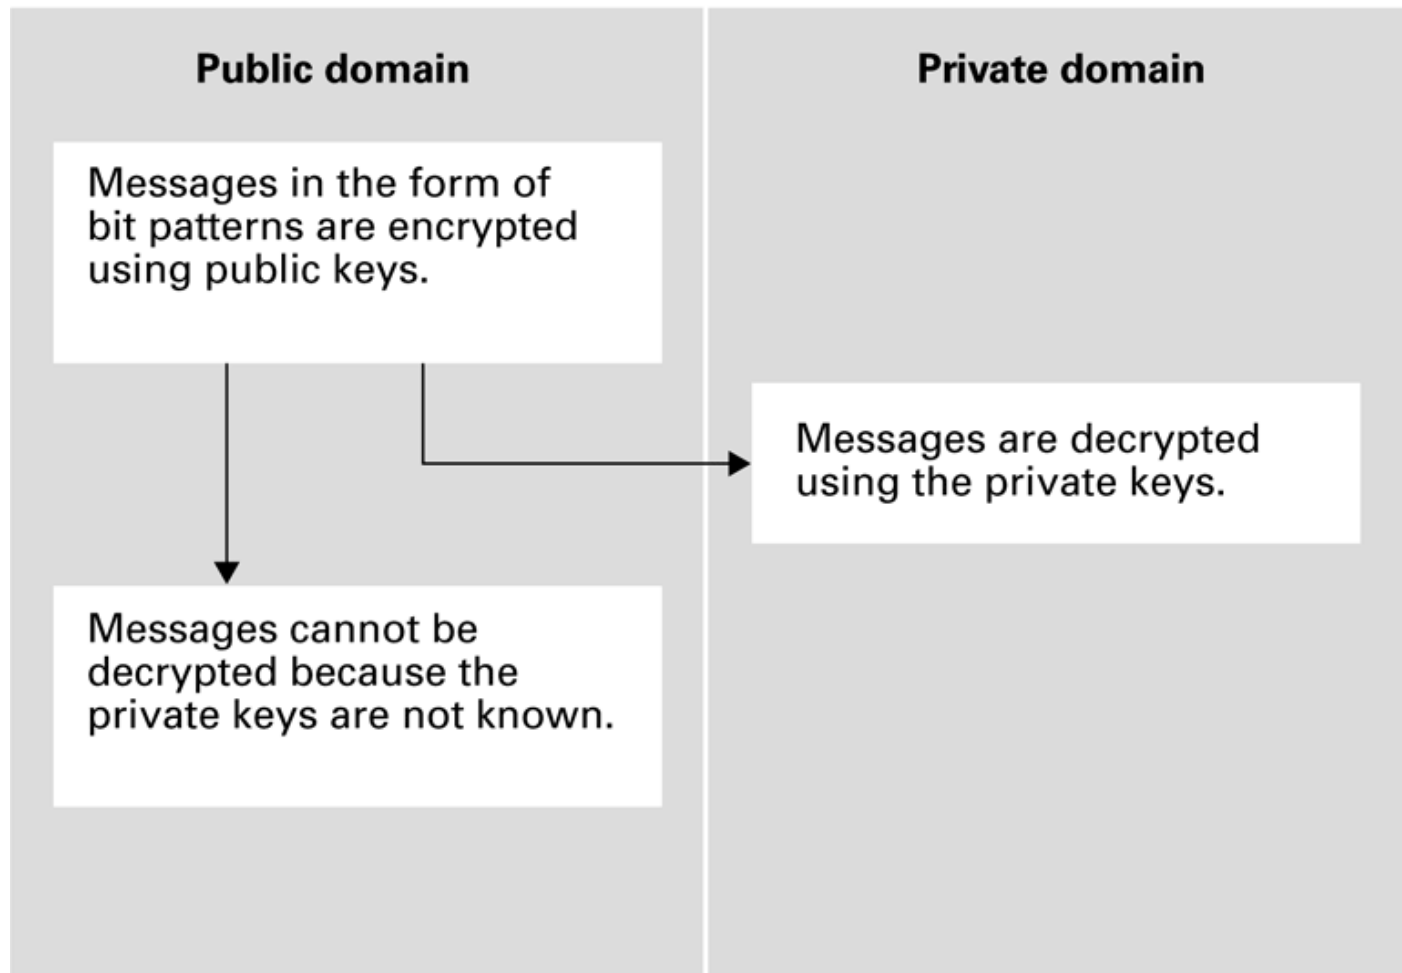 Public domain
Private domain
Messages in the form of
bit patterns are encrypted
using public keys.
Messages are decrypted
using the private keys.
Messages cannot be
decrypted because the
private keys are not known.